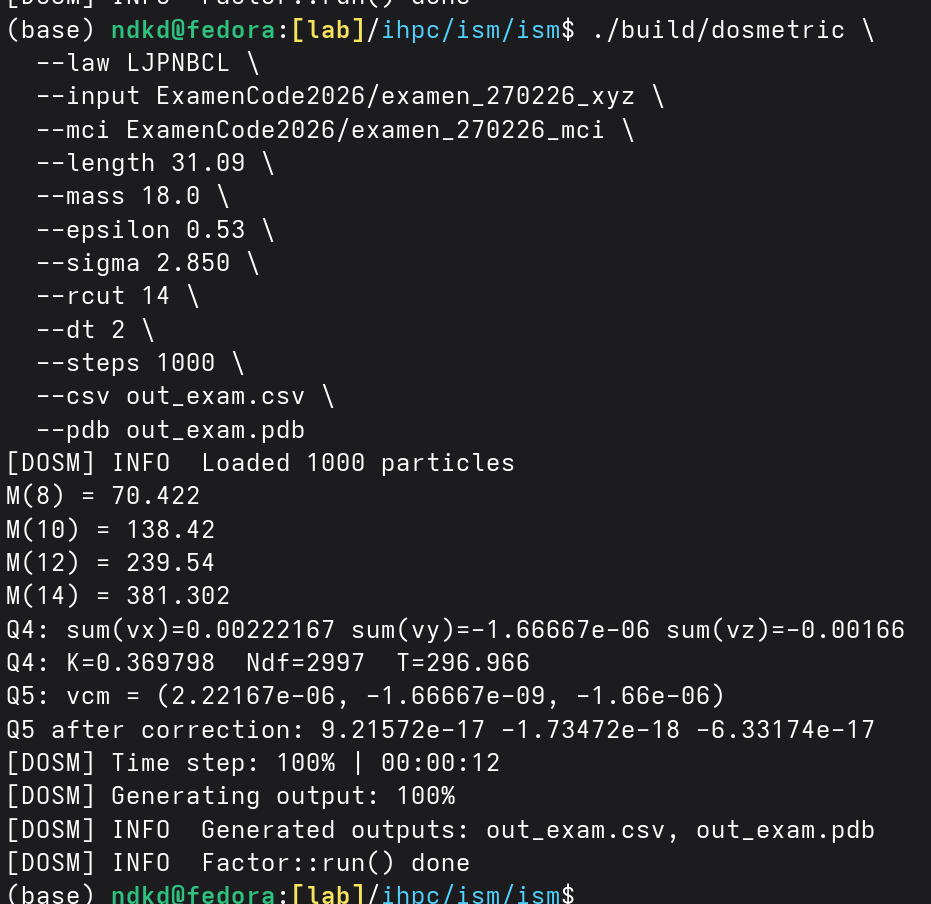 [DOSM] INFO  Factor::run() done
(base) ndkd@fedora:[lab]/ihpc/ism/ism$ ./build/dosmetric \
  --law LJPNBCL \
  --input ExamenCode2026/examen_270226_xyz \
  --mci ExamenCode2026/examen_270226_mci \
  --length 31.09 \
  --mass 18.0 \
  --epsilon 0.53 \
  --sigma 2.850 \
  --rcut 14 \
  --dt 2 \
  --steps 1000 \
  --csv out_exam.csv \
  --pdb out_exam.pdb
[DOSM] INFO  Loaded 1000 particles
M(8) = 70.422
M(10) = 138.42
M(12) = 239.54
M(14) = 381.302
Q4: sum(vx)=0.00222167 sum(vy)=-1.66667e-06 sum(vz)=-0.00166
Q4: K=0.369798  Ndf=2997  T=296.966
Q5: vcm = (2.22167e-06, -1.66667e-09, -1.66e-06)
Q5 after correction: 9.21572e-17 -1.73472e-18 -6.33174e-17
[DOSM] Time step: 100% | 00:00:12
[DOSM] Generating output: 100%
[DOSM] INFO  Generated outputs: out_exam.csv, out_exam.pdb
[DOSM] INFO  Factor::run() done
(base) ndkd@fedora:[lab]/ihpc/ism/ism$